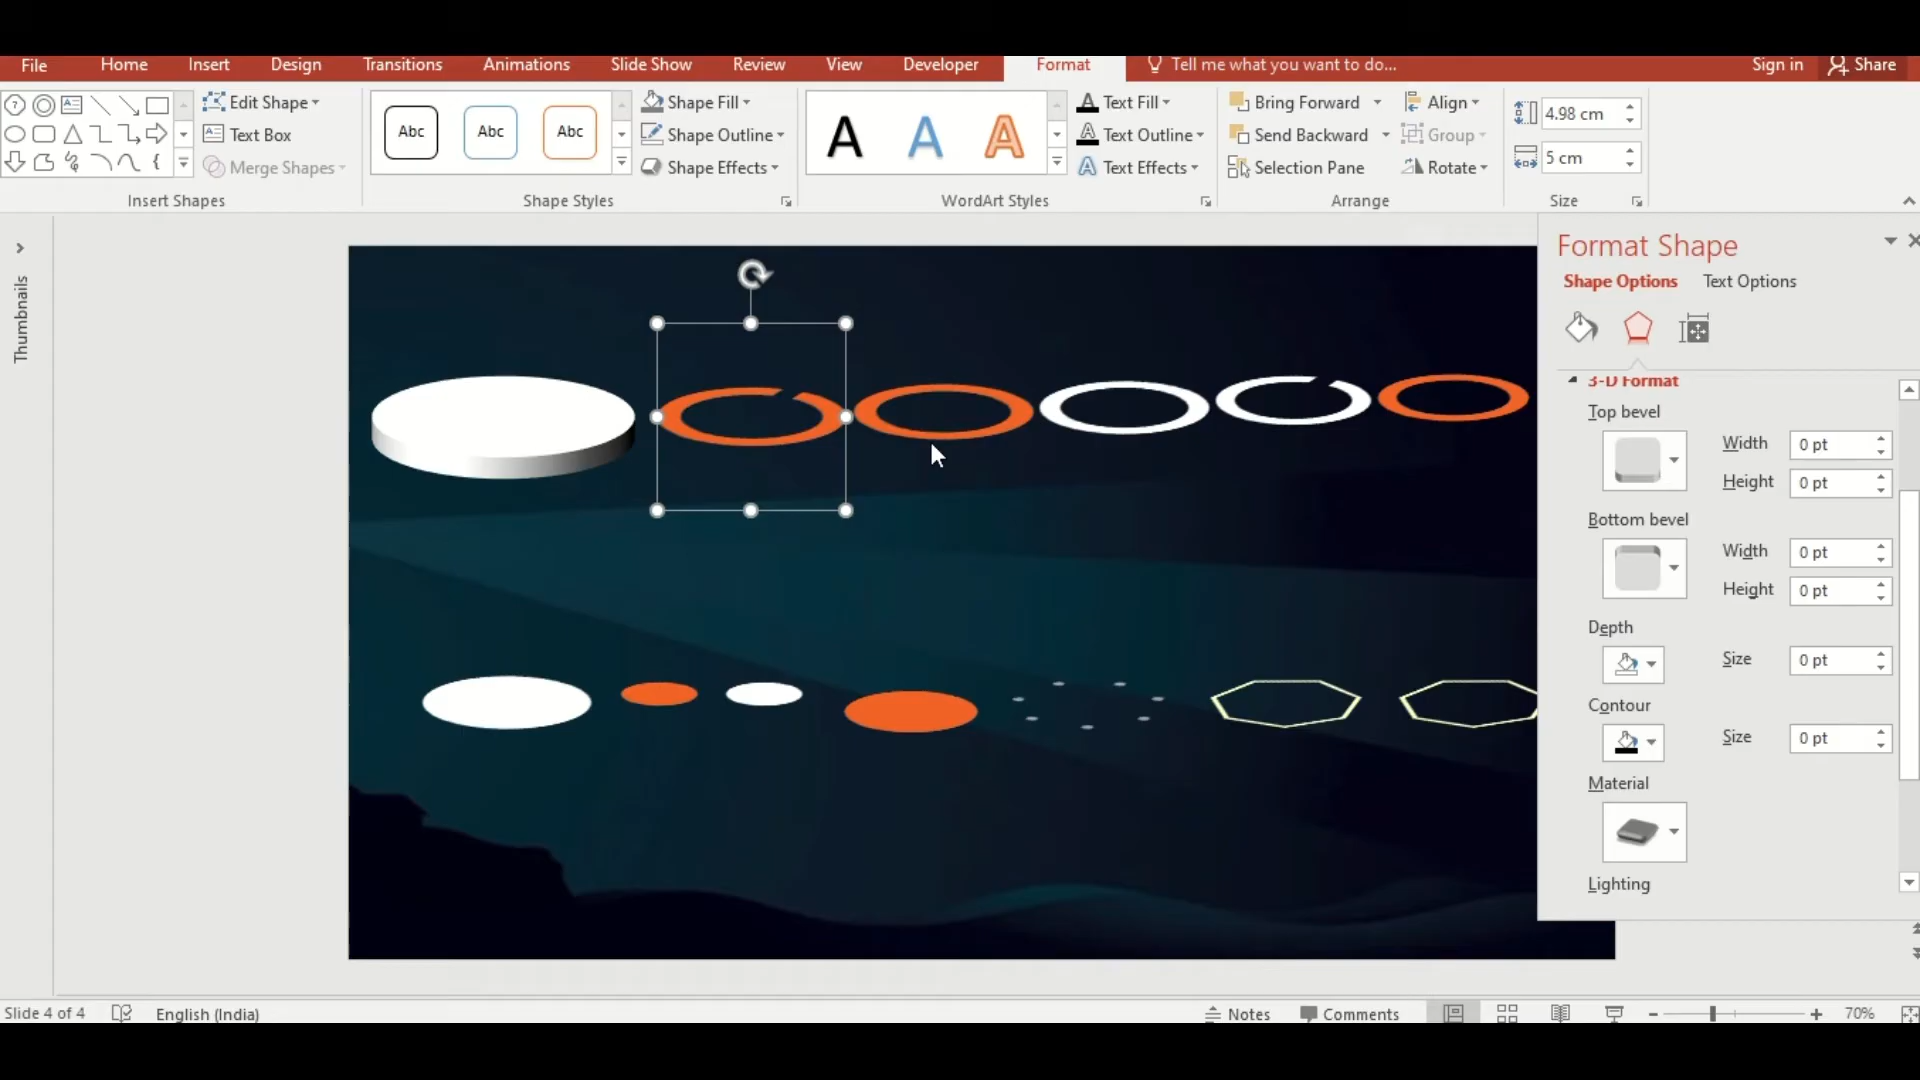 File Home Insert Design Transitions Animations Slide Show Review View Developer Format Tell me what you want to do... Sign in Share
Edit Shape
Text Box
Merge Shapes
Insert Shapes
Abc Abc Abc
Shape Fill
Shape Outline
Shape Effects
Shape Styles
A A A
Text Fill
Text Outline
Text Effects
WordArt Styles
Bring Forward
Send Backward
Selection Pane
Align
Group
Rotate
Arrange
4.98 cm
5 cm
Size
Thumbnails
Format Shape
Shape Options Text Options
3-D Format
Top bevel
Width 0 pt
Height 0 pt
Bottom bevel
Width 0 pt
Height 0 pt
Depth
Size 0 pt
Contour
Size 0 pt
Material
Lighting
Slide 4 of 4 English (India) Notes Comments 70%